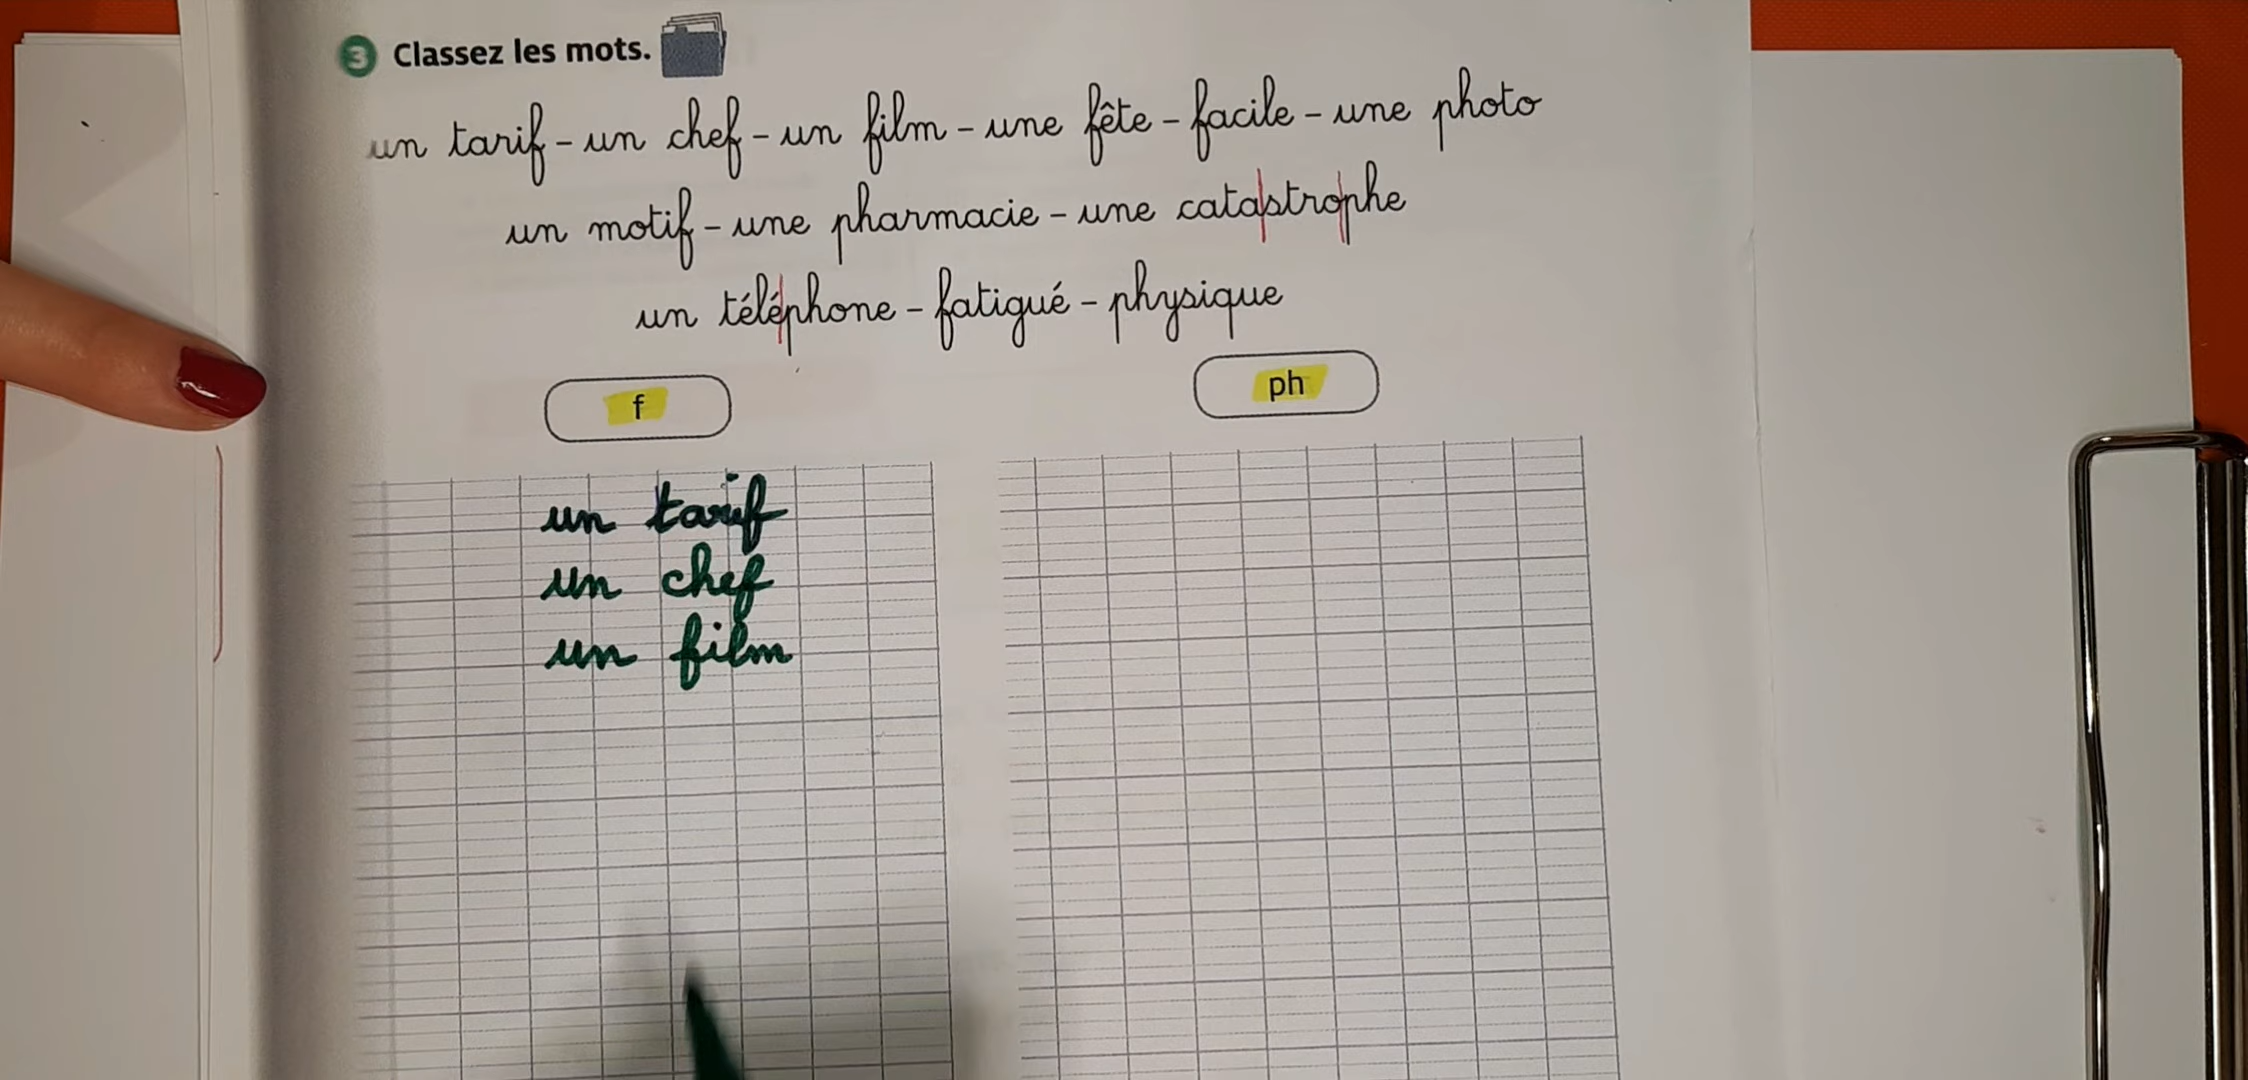 3 Classez les mots.
un tarif - un chef - un film - une fête - facile - une photo
un motif - une pharmacie - une catastrophe
un téléphone - fatigué - physique
f
ph
un tarif
un chef
un film